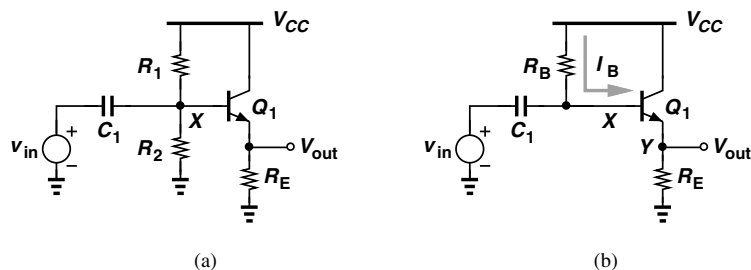 V_CC
R_1
X
Q_1
C_1
v_in
+
−
R_2
V_out
R_E
(a)
V_CC
R_B
I_B
X
Q_1
C_1
v_in
+
−
Y
V_out
R_E
(b)